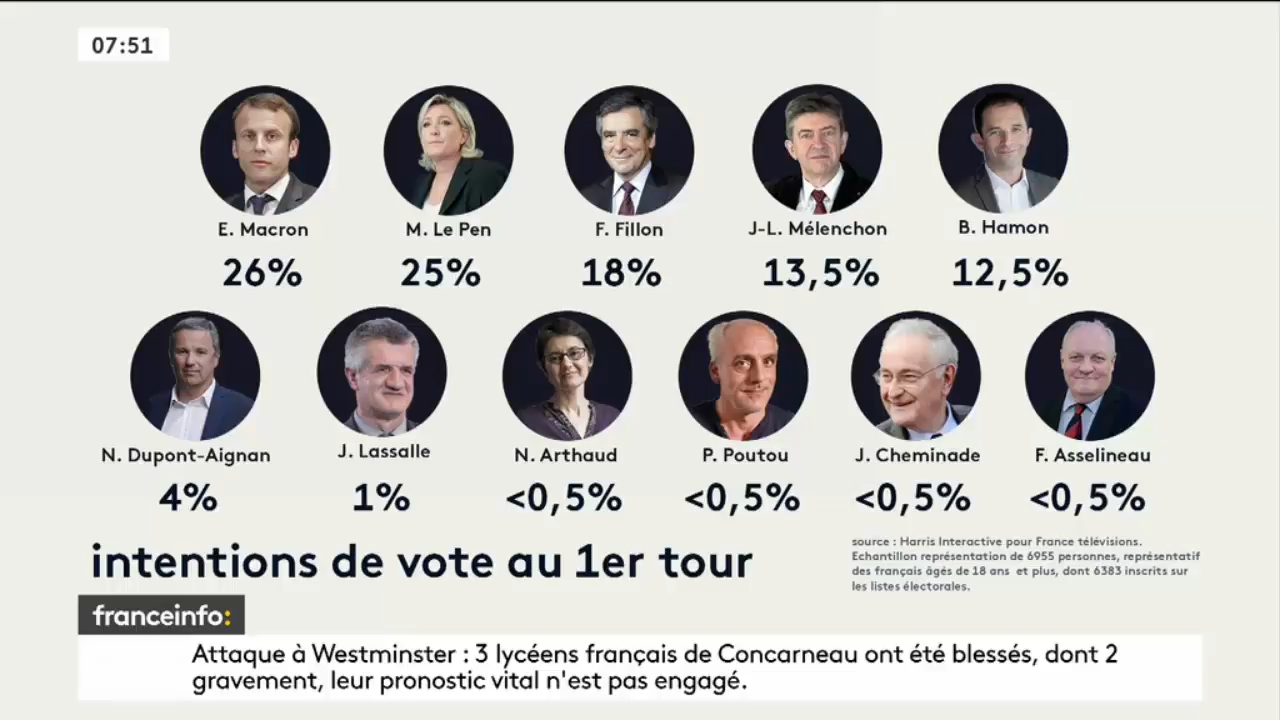 07:51
E. Macron
M. Le Pen
F. Fillon
J-L. Mélenchon
B. Hamon
26%
25%
18%
13,5%
12,5%
N. Dupont-Aignan
J. Lassalle
N. Arthaud
P. Poutou
J. Cheminade
F. Asselineau
4%
1%
<0,5%
<0,5%
<0,5%
<0,5%
intentions de vote au 1er tour
source : Harris Interactive pour France télévisions.
Echantillon représentation de 6955 personnes, représentatif
des français âgés de 18 ans et plus, dont 6383 inscrits sur
les listes électorales.
franceinfo:
Attaque à Westminster : 3 lycéens français de Concarneau ont été blessés, dont 2
gravement, leur pronostic vital n'est pas engagé.